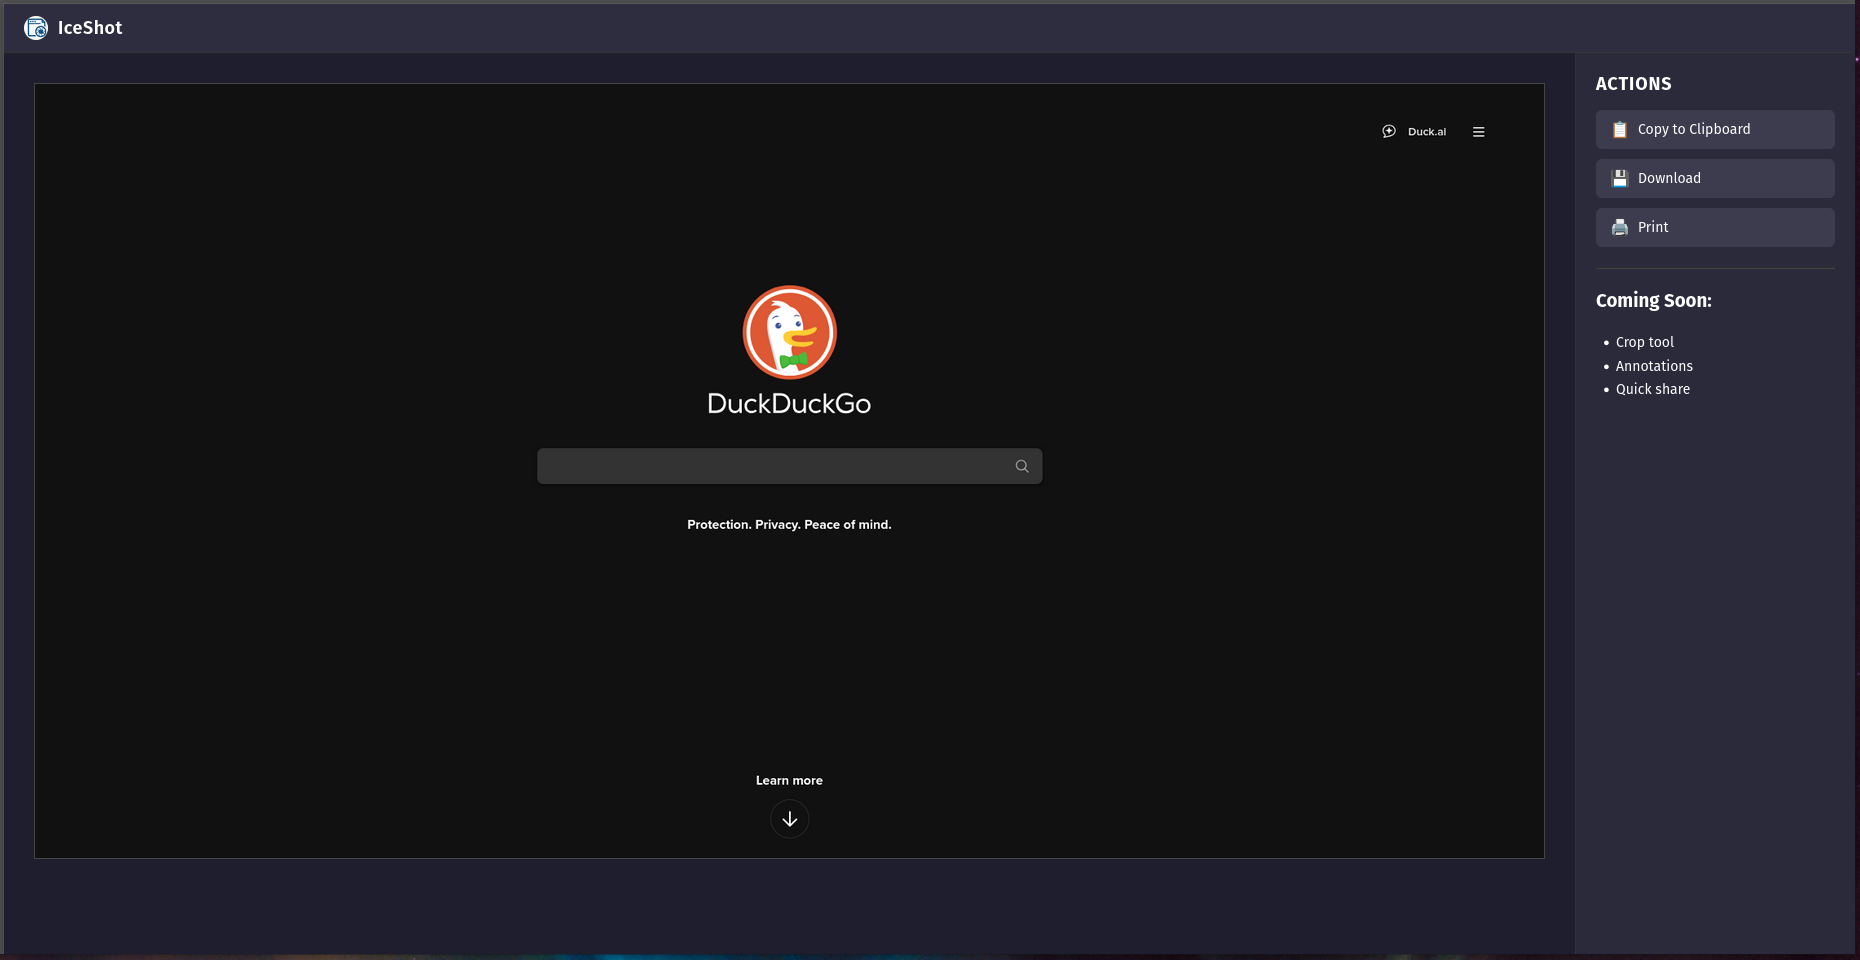 IceShot
Duck.ai
DuckDuckGo
Protection. Privacy. Peace of mind.
Learn more
ACTIONS
Copy to Clipboard
Download
Print
Coming Soon:
Crop tool
Annotations
Quick share